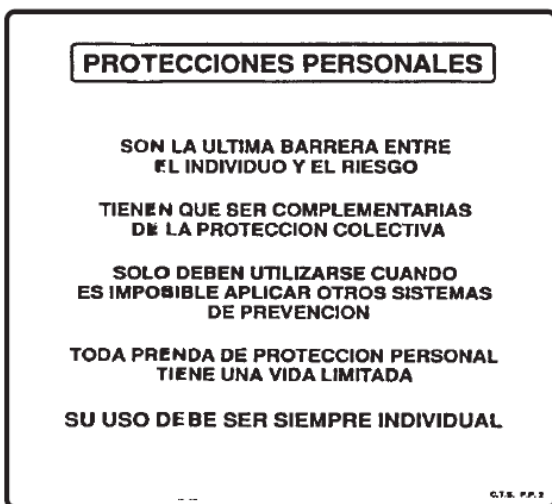 PROTECCIONES PERSONALES
SON LA ULTIMA BARRERA ENTRE
EL INDIVIDUO Y EL RIESGO
TIENEN QUE SER COMPLEMENTARIAS
DE LA PROTECCION COLECTIVA
SOLO DEBEN UTILIZARSE CUANDO
ES IMPOSIBLE APLICAR OTROS SISTEMAS
DE PREVENCION
TODA PRENDA DE PROTECCION PERSONAL
TIENE UNA VIDA LIMITADA
SU USO DEBE SER SIEMPRE INDIVIDUAL
C.T.S. P.P. 2